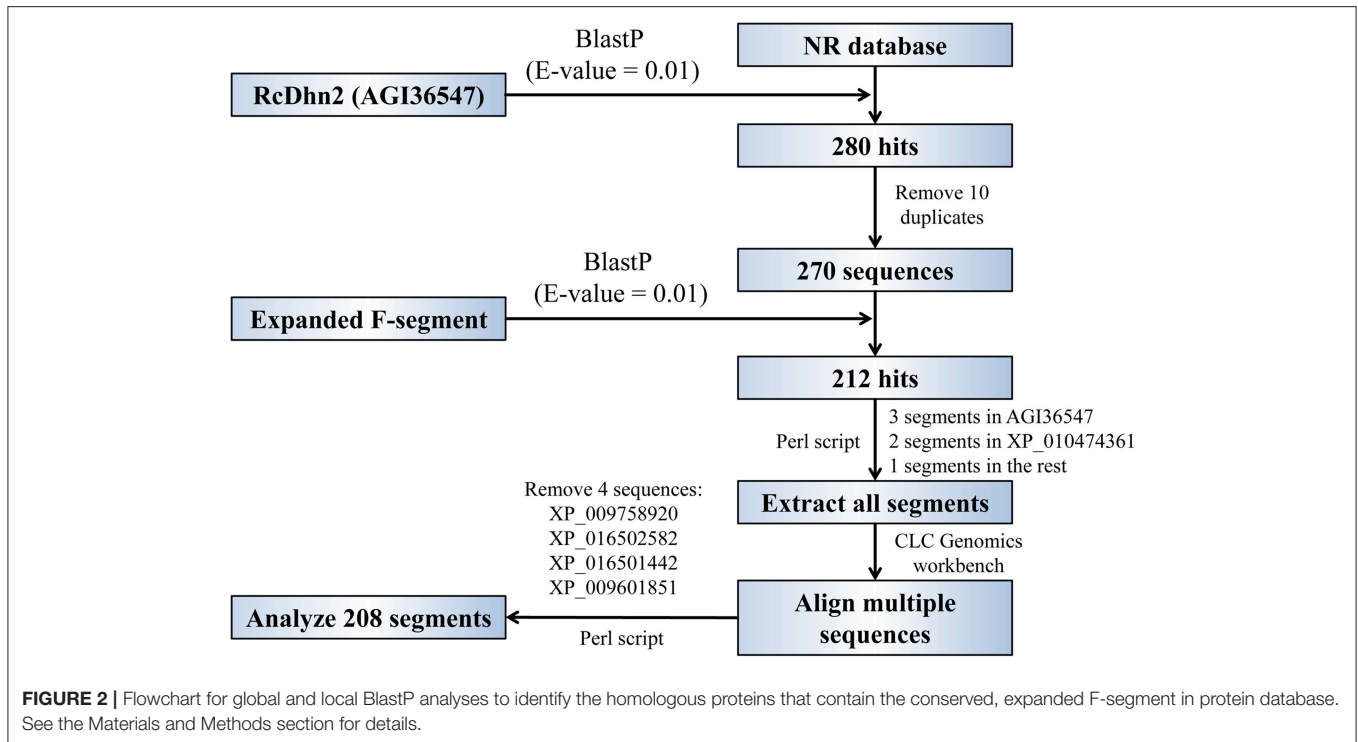 BlastP
(E-value = 0.01)
NR database
RcDhn2 (AGI36547)
280 hits
Remove 10
duplicates
BlastP
(E-value = 0.01)
270 sequences
Expanded F-segment
212 hits
Perl script
3 segments in AGI36547
2 segments in XP_010474361
1 segments in the rest
Extract all segments
Remove 4 sequences:
XP_009758920
XP_016502582
XP_016501442
XP_009601851
CLC Genomics
workbench
Analyze 208 segments
Perl script
Align multiple
sequences
FIGURE 2 | Flowchart for global and local BlastP analyses to identify the homologous proteins that contain the conserved, expanded F-segment in protein database.
See the Materials and Methods section for details.